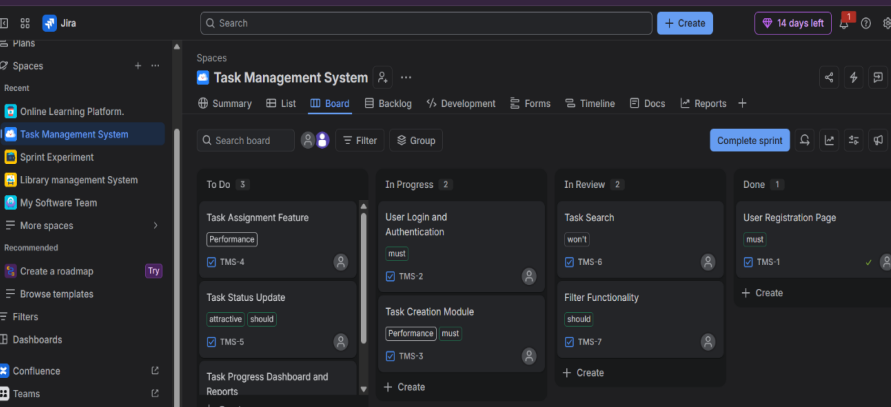 Jira
Search
+ Create
14 days left
1
Plans
Spaces
Recent
Online Learning Platform.
Task Management System
Sprint Experiment
Library management System
My Software Team
More spaces
Recommended
Create a roadmap
Try
Browse templates
Filters
Dashboards
Confluence
Teams
Spaces
Task Management System
Summary
List
Board
Backlog
Development
Forms
Timeline
Docs
Reports
Search board
Filter
Group
Complete sprint
To Do 3
Task Assignment Feature
Performance
TMS-4
Task Status Update
attractive should
TMS-5
Task Progress Dashboard and
Reports
In Progress 2
User Login and
Authentication
must
TMS-2
Task Creation Module
Performance must
TMS-3
+ Create
In Review 2
Task Search
won't
TMS-6
Filter Functionality
should
TMS-7
+ Create
Done 1
User Registration Page
must
TMS-1
+ Create